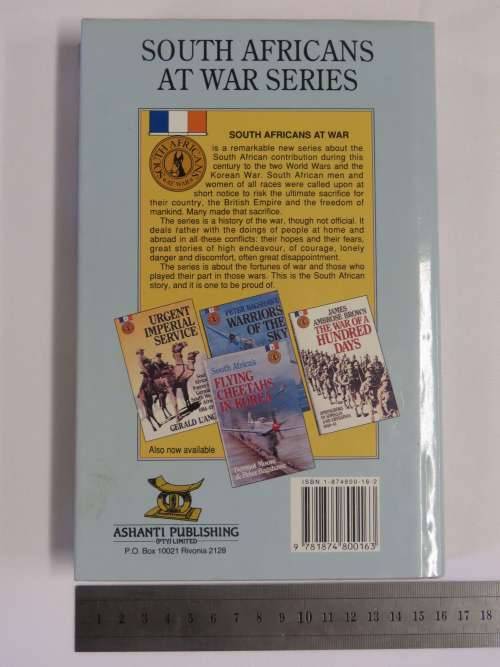 SOUTH AFRICANS
AT WAR SERIES
SOUTH AFRICANS AT WAR
is a remarkable new series about the
South African contribution during this
century to the two World Wars and the
Korean War. South African men and
women of all races were called upon at
short notice to risk the ultimate sacrifice for
their country, the British Empire and the freedom of
mankind. Many made that sacrifice.
The series is a history of the war, though not official. It
deals rather with the doings of people at home and
abroad in all these conflicts: their hopes and their fears,
great stories of high endeavour, of courage, lonely
danger and discomfort, often great disappointment.
The series is about the fortunes of war and those who
played their part in those wars. This is the South African
story, and it is one to be proud of.
SOUTH AFRICANS
AT WAR
URGENT
IMPERIAL
SERVICE
GERALD L'ANG
PETER BAGSHAWE
WARRIORS
OF THE
SKY
South Africa's
FLYING
CHEETAHS
IN KOREA
Dermot Moore
& Peter Bagshawe
JAMES
AMBROSE BROWN
THE WAR OF A
HUNDRED
DAYS
Also now available
ASHANTI PUBLISHING
(PTY) LIMITED
P.O. Box 10021 Rivonia 2128
ISBN 1-874800-16-2
9 781874 800163
1 2 3 4 5 6 7 8 9 10 11 12 13 14 15 16 17 18